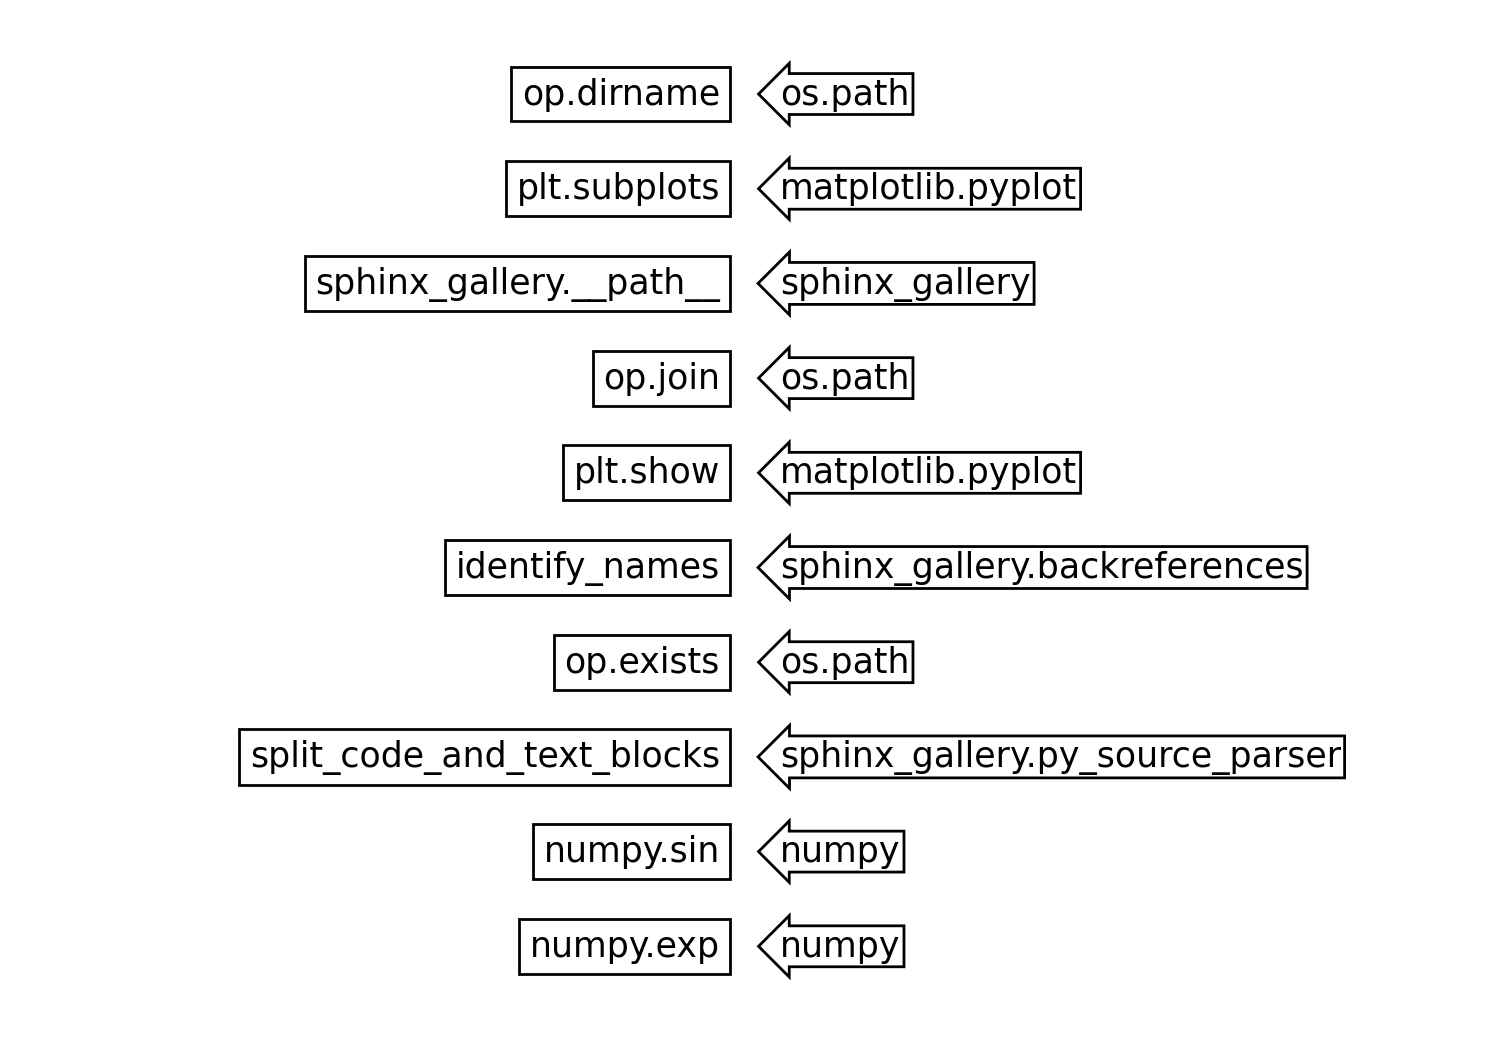 op.dirname os.path
plt.subplots matplotlib.pyplot
sphinx_gallery.__path__ sphinx_gallery
op.join os.path
plt.show matplotlib.pyplot
identify_names sphinx_gallery.backreferences
op.exists os.path
split_code_and_text_blocks sphinx_gallery.py_source_parser
numpy.sin numpy
numpy.exp numpy